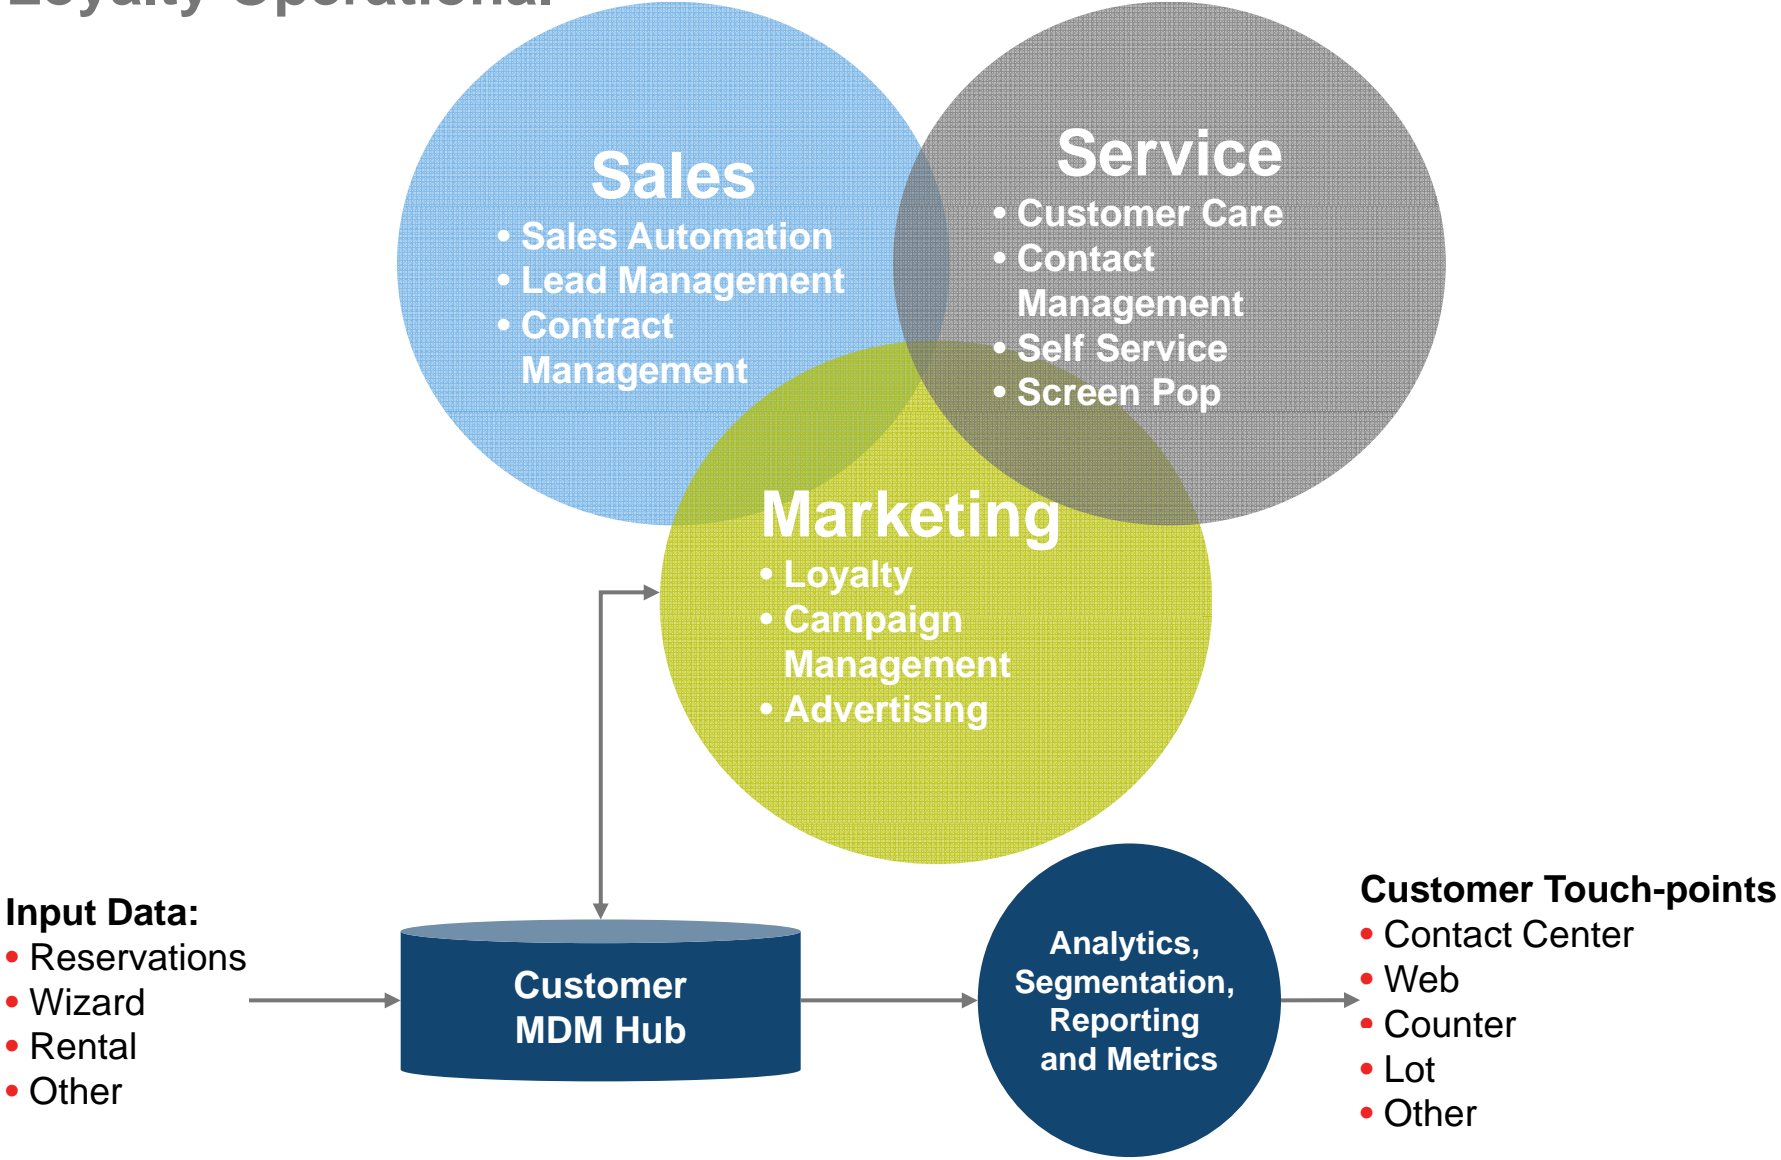 Loyalty Operational
Sales
• Sales Automation
• Lead Management
• Contract
Management
Service
• Customer Care
• Contact
Management
• Self Service
• Screen Pop
Marketing
• Loyalty
• Campaign
Management
• Advertising
Input Data:
• Reservations
• Wizard
• Rental
• Other
Customer
MDM Hub
Analytics,
Segmentation,
Reporting
and Metrics
Customer Touch-points
• Contact Center
• Web
• Counter
• Lot
• Other